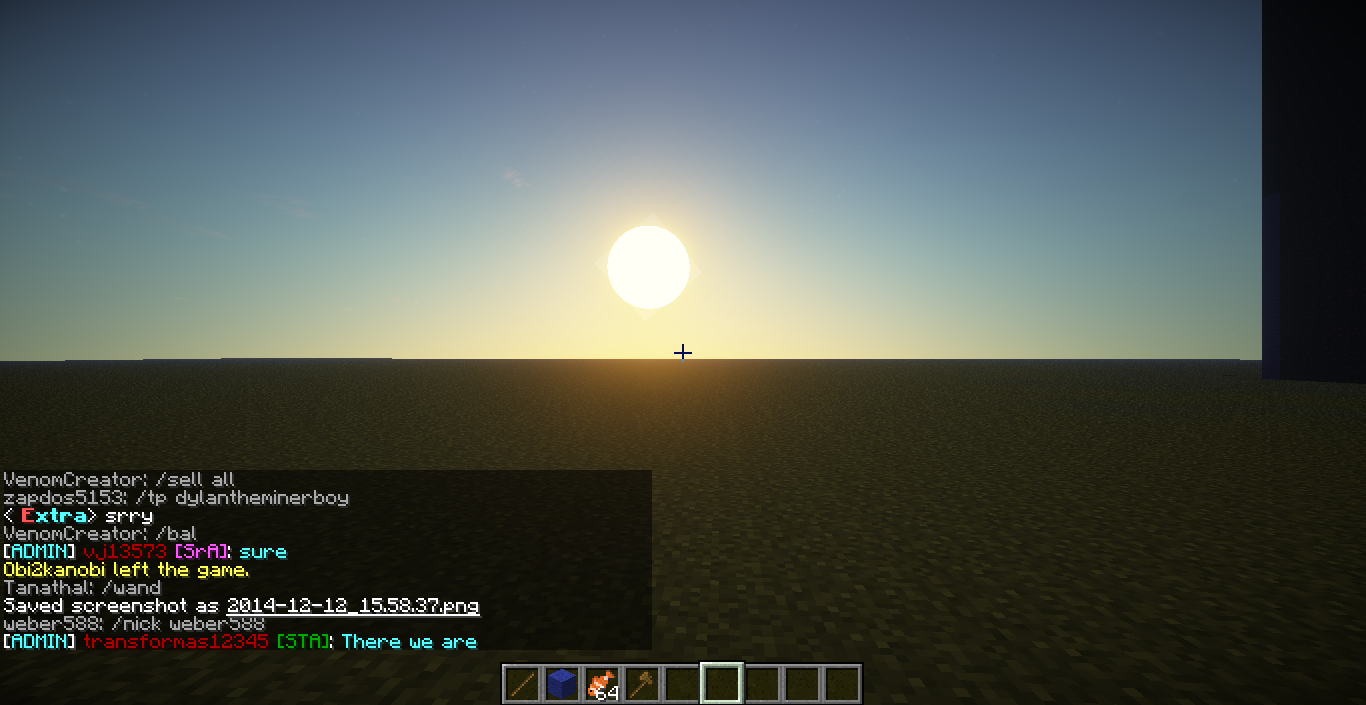 VenomCreator: /sell all
zapdos5153: /tp dylantheminerboy
< Extra> srry
VenomCreator: /bal
[ADMIN] vj13573 [SrA]: sure
Obi2kanobi left the game.
Tanathal: /wand
Saved screenshot as 2014-12-12_15.58.37.png
weber588: /nick weber588
[ADMIN] transformas12345 [STA]: There we are
64